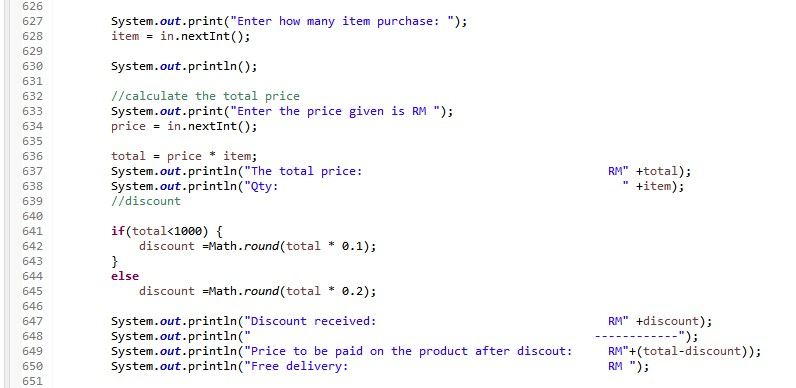 626
627 System.out.print("Enter how many item purchase: ");
628 item = in.nextInt();
629
630 System.out.println();
631
632 //calculate the total price
633 System.out.print("Enter the price given is RM ");
634 price = in.nextInt();
635
636 total = price * item;
637 System.out.println("The total price:                                   RM" +total);
638 System.out.println("Qty:                                                 " +item);
639 //discount
640
641 if(total<1000) {
642     discount =Math.round(total * 0.1);
643 }
644 else
645     discount =Math.round(total * 0.2);
646
647 System.out.println("Discount received:                                 RM" +discount);
648 System.out.println("                                                 ------------");
649 System.out.println("Price to be paid on the product after discout:     RM"+(total-discount));
650 System.out.println("Free delivery:                                     RM ");
651